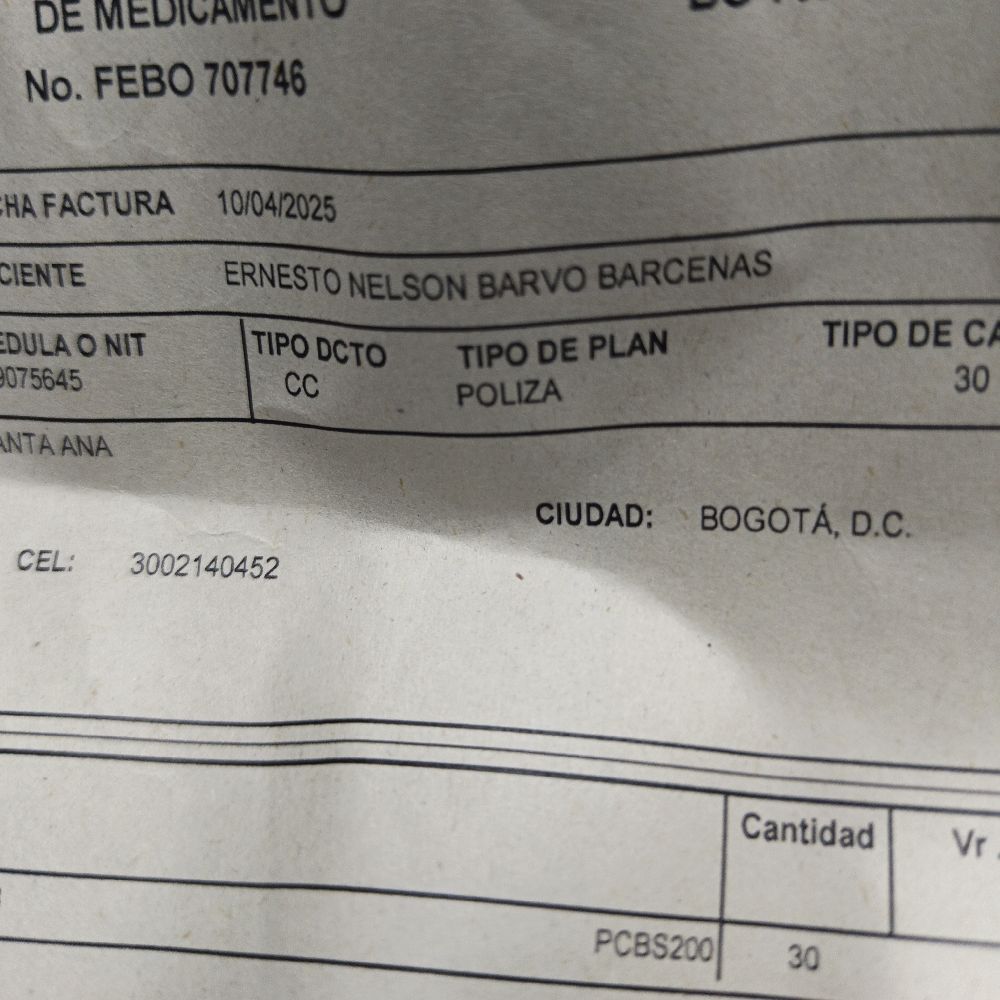 DE MEDICAMENTO
No. FEBO 707746
CHA FACTURA 10/04/2025
CIENTE ERNESTO NELSON BARVO BARCENAS
EDULA O NIT TIPO DCTO TIPO DE PLAN TIPO DE CA
9075645 CC POLIZA 30
ANTA ANA
CIUDAD: BOGOTÁ, D.C.
CEL: 3002140452
Cantidad Vr
PCBS200 30